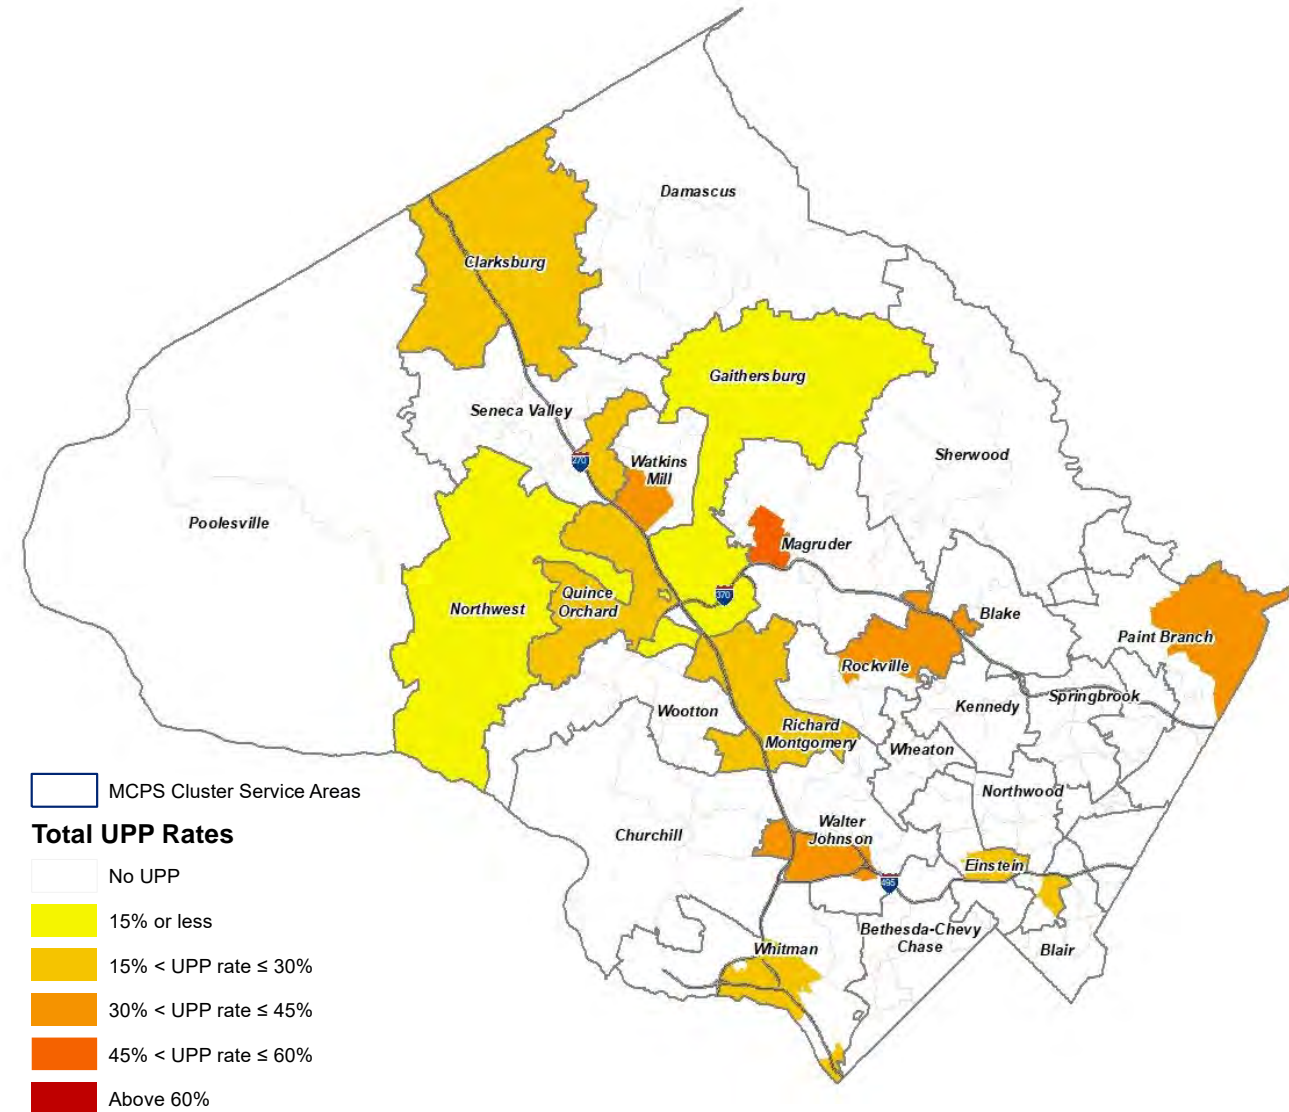 Damascus
Clarksburg
Gaithersburg
Seneca Valley
Sherwood
270
Watkins
Mill
Poolesville
Magruder
370
Quince
Orchard
Northwest
Blake
Paint Branch
Rockville
Springbrook
Kennedy
Wootton
Richard
Montgomery
Wheaton
Northwood
Walter
Johnson
Churchill
Einstein
495
Bethesda-Chevy
Chase
Whitman
Blair
MCPS Cluster Service Areas
Total UPP Rates
No UPP
15% or less
15% < UPP rate ≤ 30%
30% < UPP rate ≤ 45%
45% < UPP rate ≤ 60%
Above 60%